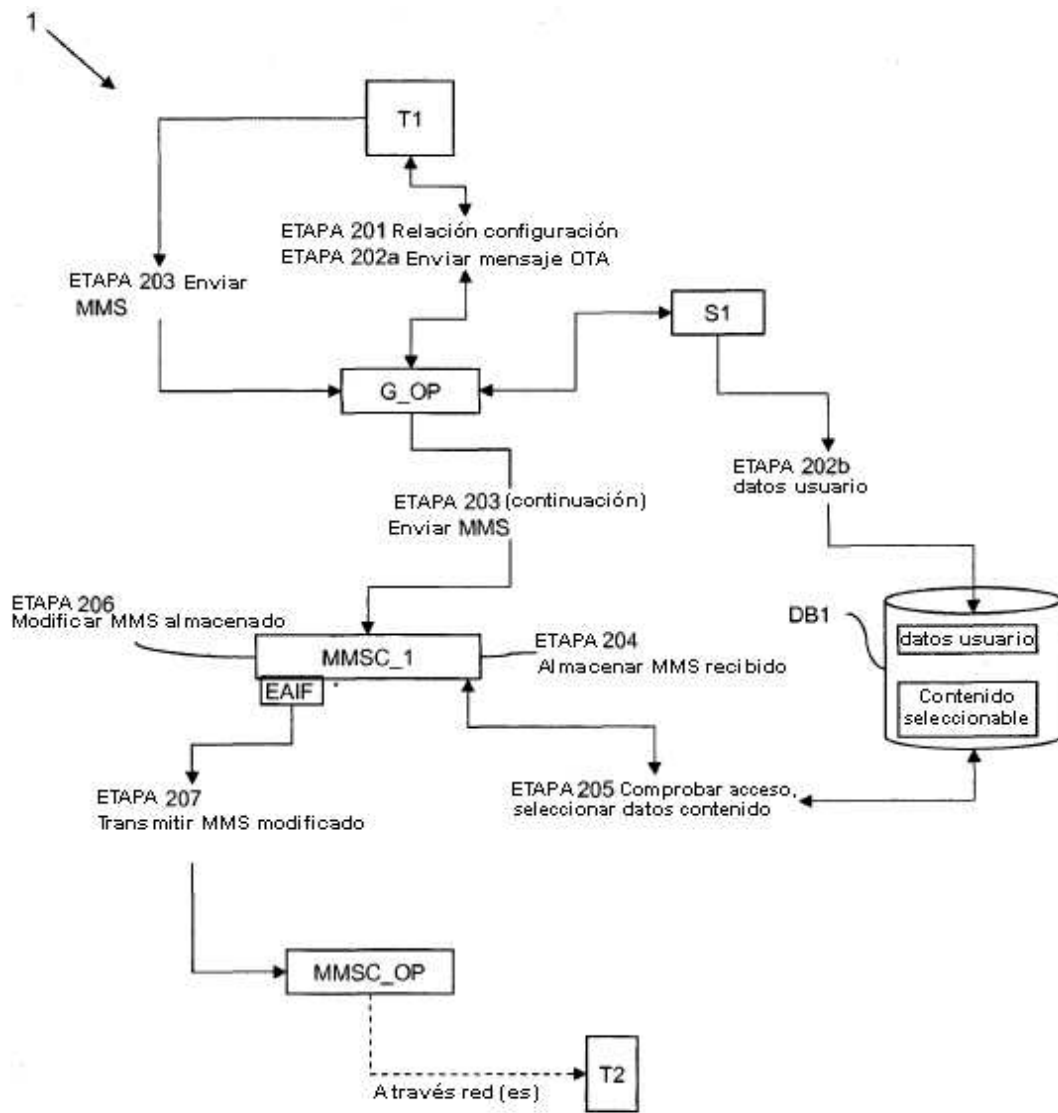 1
T1
ETAPA 201 Relación configuración
ETAPA 202a Enviar mensaje OTA
ETAPA 203 Enviar
MMS
S1
G_OP
ETAPA 202b
datos usuario
ETAPA 203 (continuación)
Enviar MMS
ETAPA 206
Modificar MMS almacenado
MMSC_1
EAIF
ETAPA 204
Almacenar MMS recibido
DB1
datos usuario
Contenido
seleccionable
ETAPA 205 Comprobar acceso,
seleccionar datos contenido
ETAPA 207
Transmitir MMS modificado
MMSC_OP
A través red (es)
T2